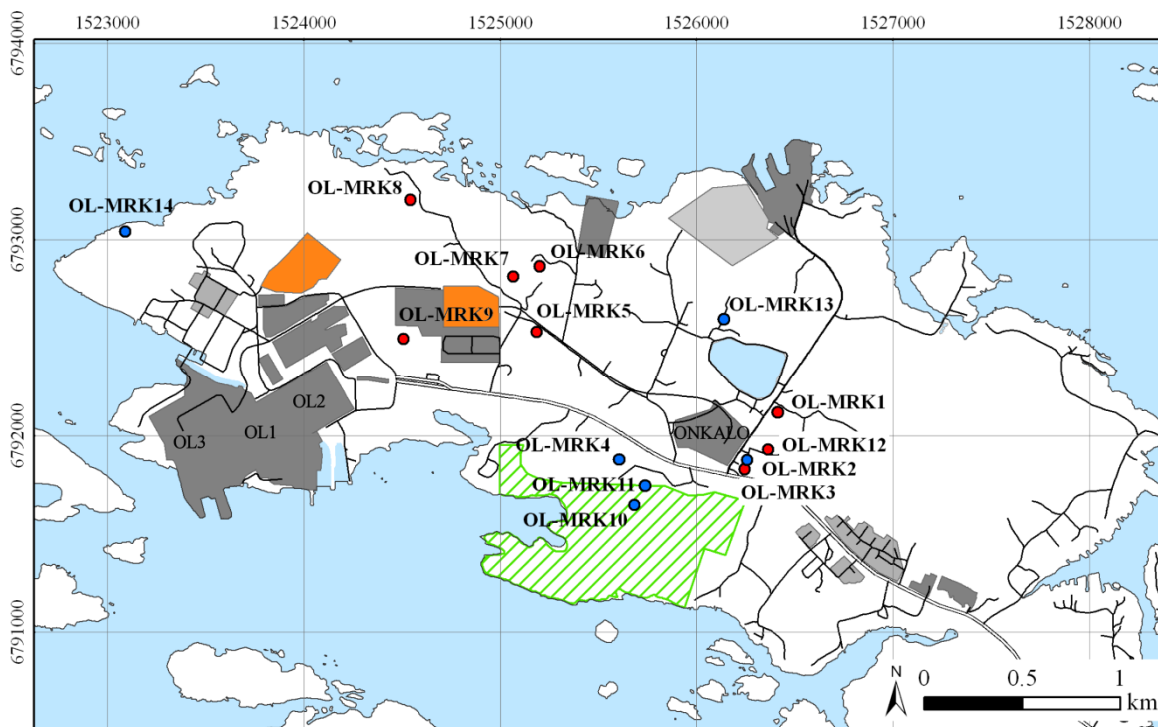 1523000 1524000 1525000 1526000 1527000 1528000
6794000
OL-MRK8
OL-MRK14
6793000
OL-MRK7 OL-MRK6
OL-MRK9 OL-MRK5
OL-MRK13
OL2
OL3 OL1
OL-MRK1
6792000
ONKALO
OL-MRK4
OL-MRK12
OL-MRK2
OL-MRK11
OL-MRK3
OL-MRK10
6791000
N
0 0.5 1
km